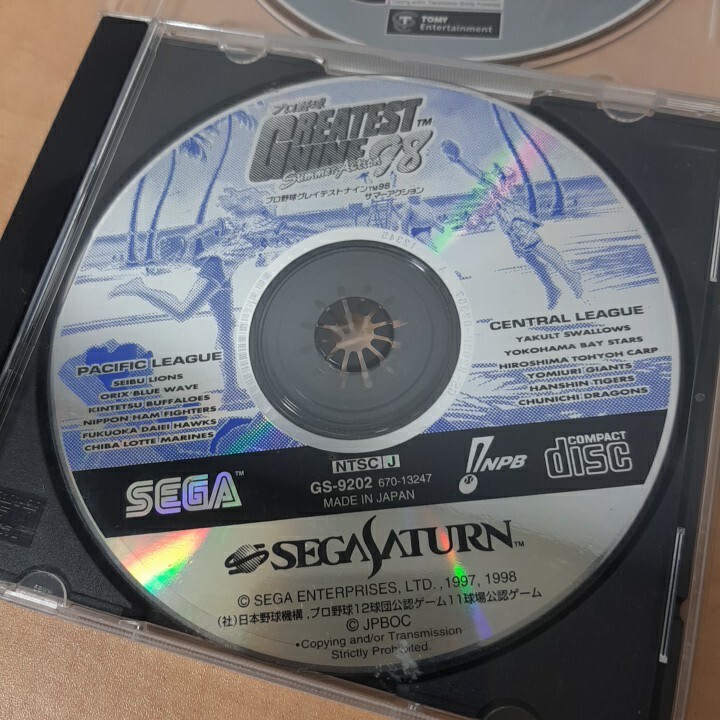 TOMY
Entertainment
プロ野球
GREATEST™
NINE 98
Summer Action
プロ野球グレイテストナイン™98
サマーアクション
PACIFIC LEAGUE
SEIBU LIONS
ORIX BLUE WAVE
KINTETSU BUFFALOES
NIPPON HAM FIGHTERS
FUKUOKA DAIEI HAWKS
CHIBA LOTTE MARINES
CENTRAL LEAGUE
YAKULT SWALLOWS
YOKOHAMA BAY STARS
HIROSHIMA TOHYOH CARP
YOMIURI GIANTS
HANSHIN TIGERS
CHUNICHI DRAGONS
SEGA™
NTSC J
GS-9202 670-13247
MADE IN JAPAN
NPB
COMPACT
disc
SEGA SATURN™
© SEGA ENTERPRISES, LTD., 1997, 1998
(社)日本野球機構, プロ野球12球団公認ゲーム11球場公認ゲーム
© JPBOC
•Copying and/or Transmission
Strictly Prohibited.